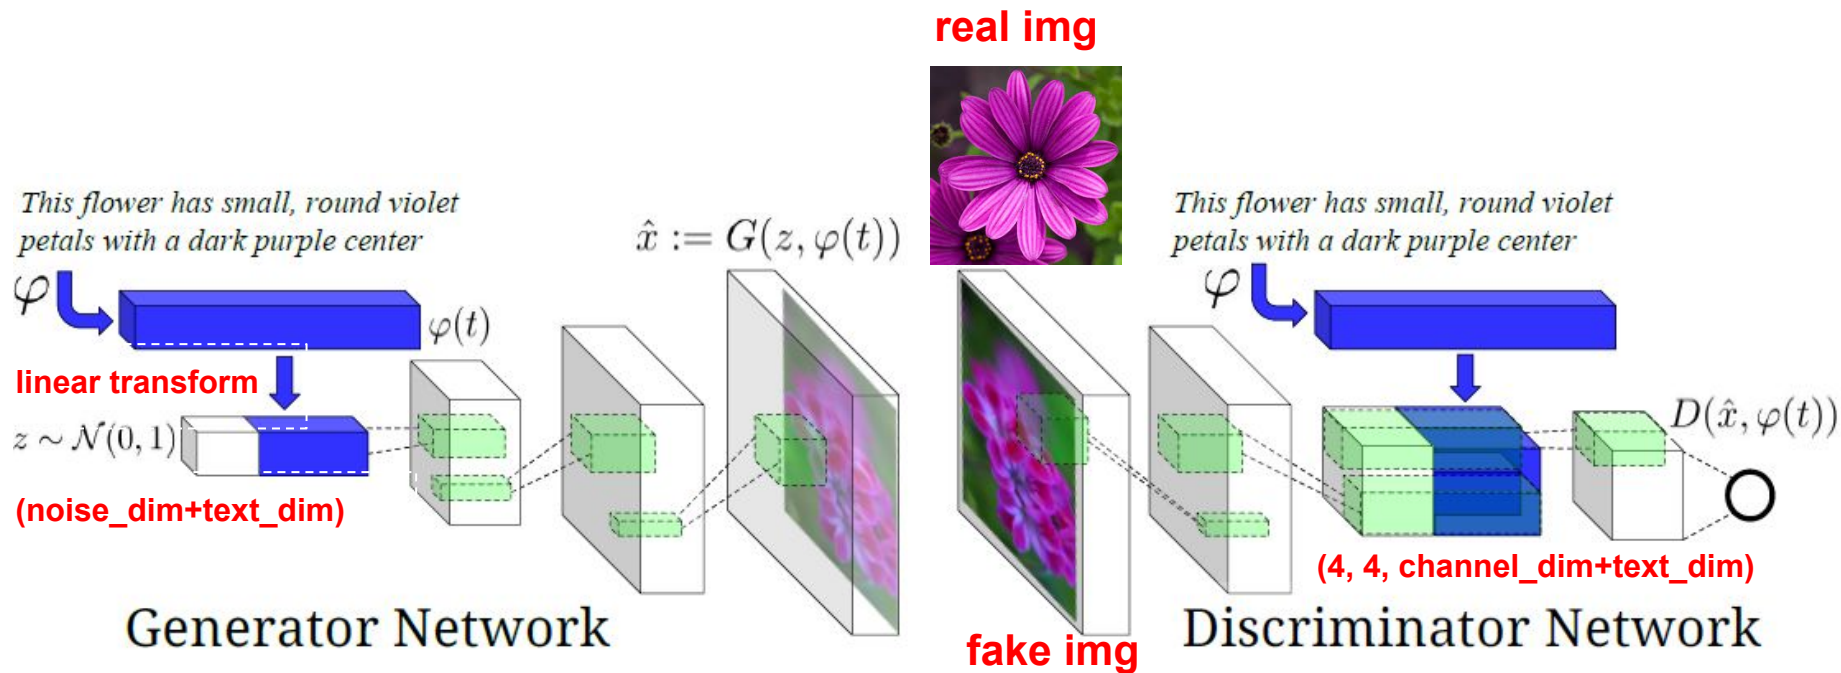 real img
This flower has small, round violet
petals with a dark purple center
φ
φ(t)
linear transform
z ~ N(0, 1)
(noise_dim+text_dim)
x̂ := G(z, φ(t))
Generator Network
fake img
This flower has small, round violet
petals with a dark purple center
φ
D(x̂, φ(t))
(4, 4, channel_dim+text_dim)
Discriminator Network